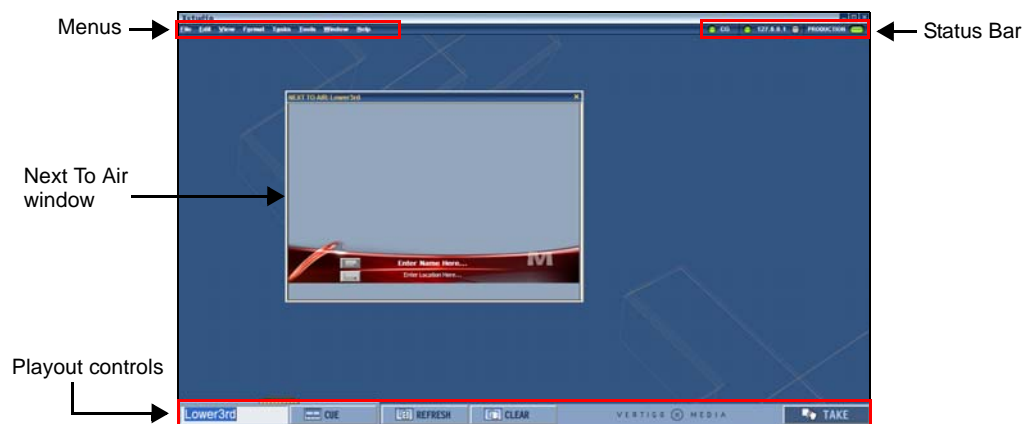 Xstudio
Menus
File Edit View Format Tasks Tools Window Help
CG 127.0.0.1 PRODUCTION
Status Bar
NEXT TO AIR: Lower3rd
Next To Air
window
Enter Name Here...
M
Enter Location Here...
Playout controls
Lower3rd
CUE
REFRESH
CLEAR
VERTIGO MEDIA
TAKE